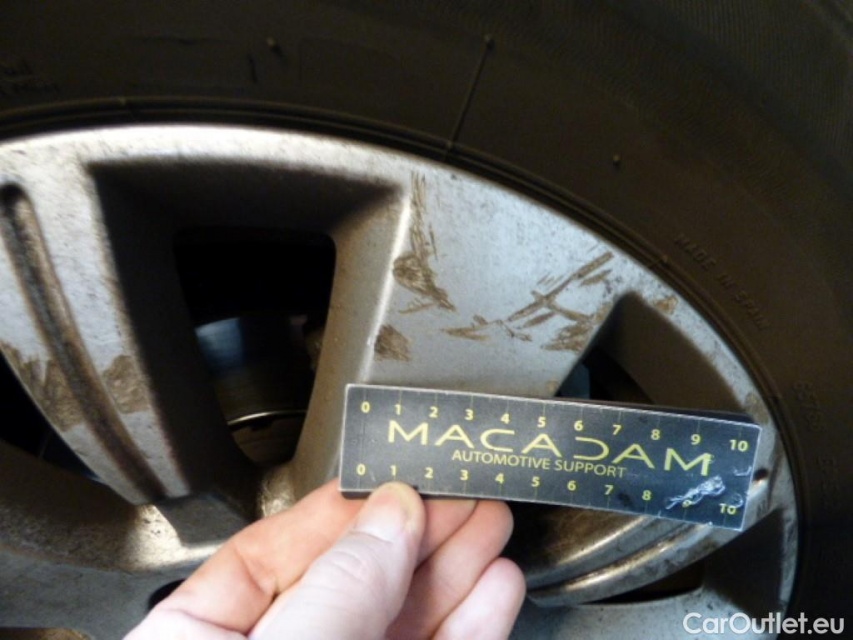 MADE IN SPAIN
0 1 2 3 4 5 6 7 8 9 10
MACADAM
AUTOMOTIVE SUPPORT
0 1 2 3 4 5 6 7 8 9 10
CarOutlet.eu